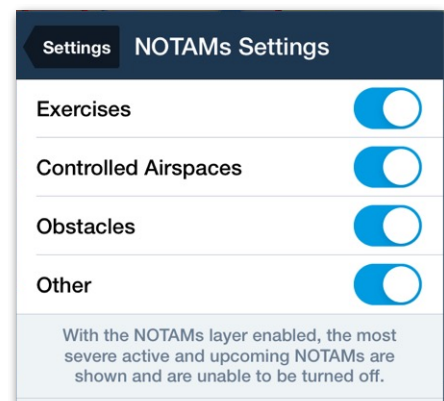 Settings NOTAMs Settings
Exercises
Controlled Airspaces
Obstacles
Other
With the NOTAMs layer enabled, the most
severe active and upcoming NOTAMs are
shown and are unable to be turned off.